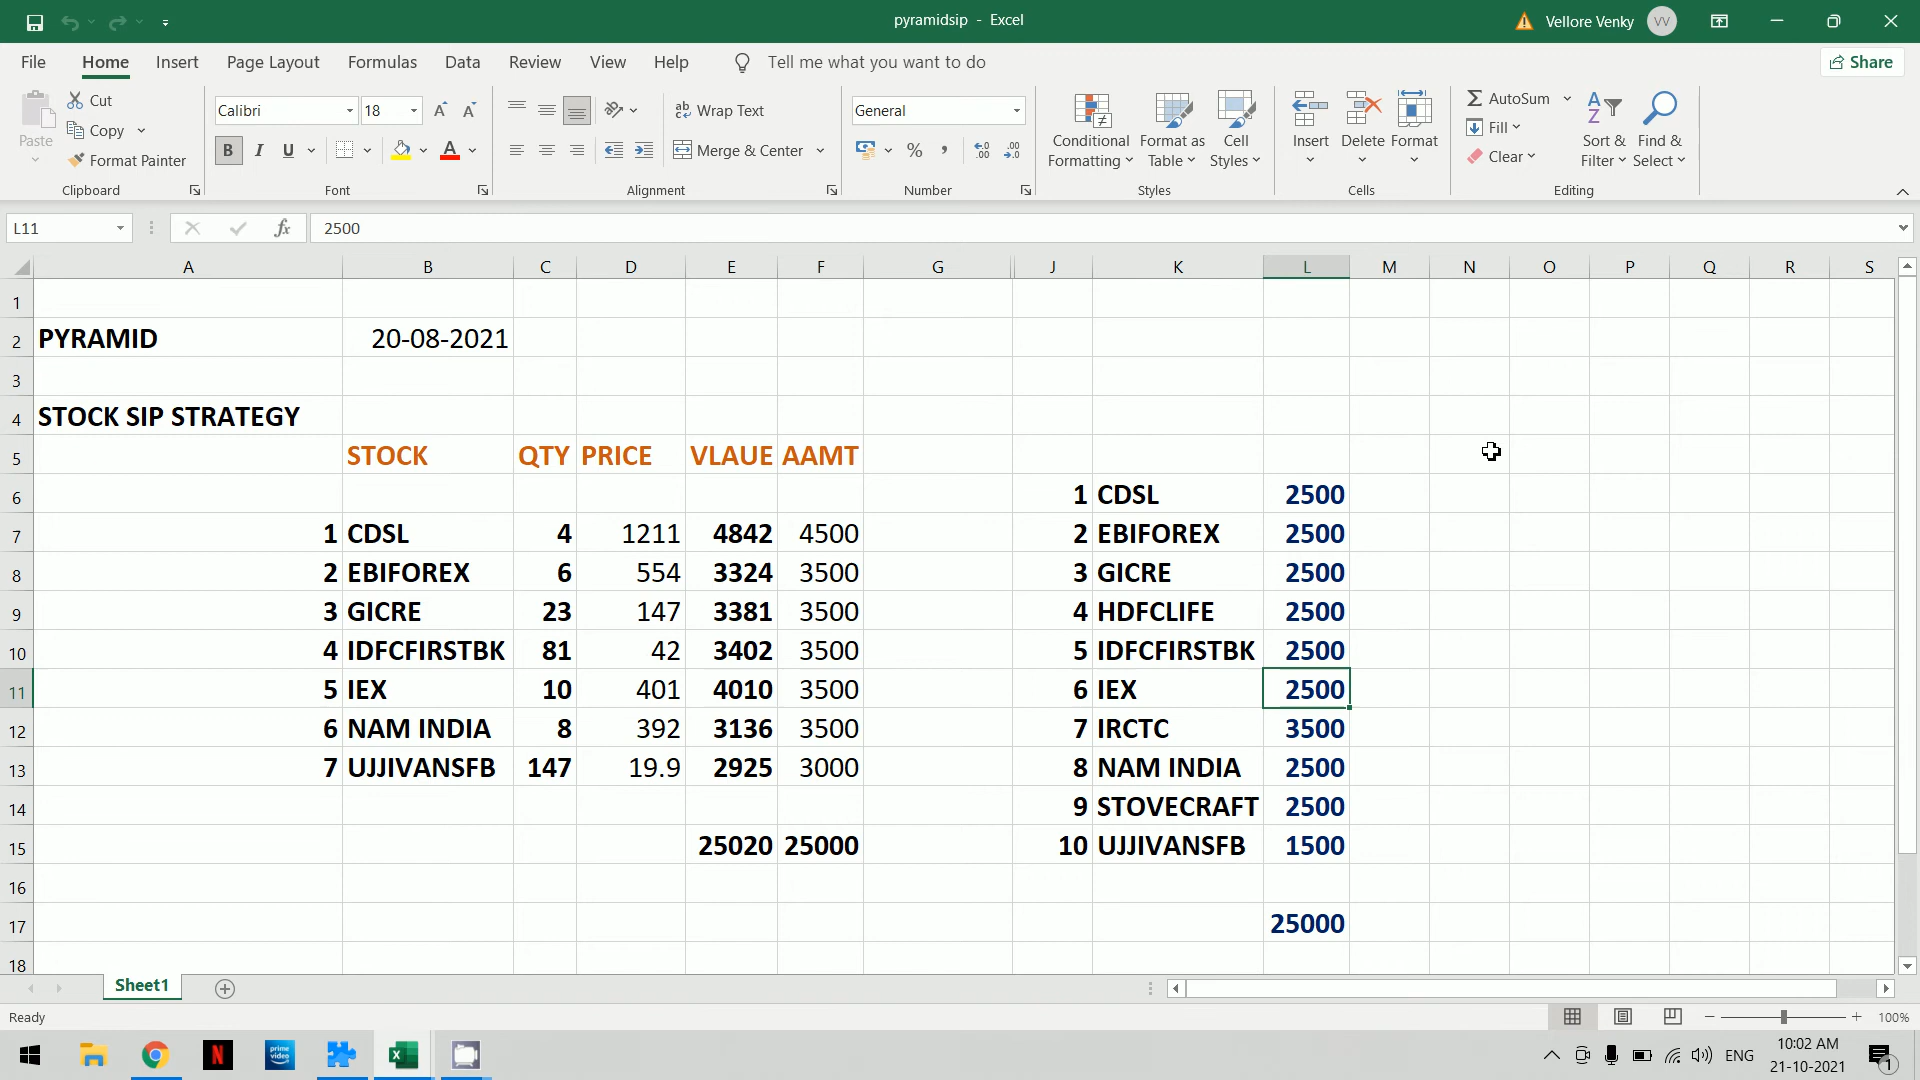 pyramidsip - Excel
Vellore Venky VV
File Home Insert Page Layout Formulas Data Review View Help Tell me what you want to do Share
Paste Cut Copy Format Painter Clipboard
Calibri 18 A A B I U A Font
ab Wrap Text Merge & Center Alignment
General % , Number
Conditional Formatting Format as Table Cell Styles Styles
Insert Delete Format Cells
AutoSum Fill Clear Sort & Filter Find & Select Editing
L11 fx 2500
A B C D E F G J K L M N O P Q R S
1
2 PYRAMID 20-08-2021
3
4 STOCK SIP STRATEGY
5 STOCK QTY PRICE VLAUE AAMT
6 1 CDSL 2500
7 1 CDSL 4 1211 4842 4500 2 EBIFOREX 2500
8 2 EBIFOREX 6 554 3324 3500 3 GICRE 2500
9 3 GICRE 23 147 3381 3500 4 HDFCLIFE 2500
10 4 IDFCFIRSTBK 81 42 3402 3500 5 IDFCFIRSTBK 2500
11 5 IEX 10 401 4010 3500 6 IEX 2500
12 6 NAM INDIA 8 392 3136 3500 7 IRCTC 3500
13 7 UJJIVANSFB 147 19.9 2925 3000 8 NAM INDIA 2500
14 9 STOVECRAFT 2500
15 25020 25000 10 UJJIVANSFB 1500
16
17 25000
18
Sheet1
Ready 100%
N prime video ENG 10:02 AM
21-10-2021 1